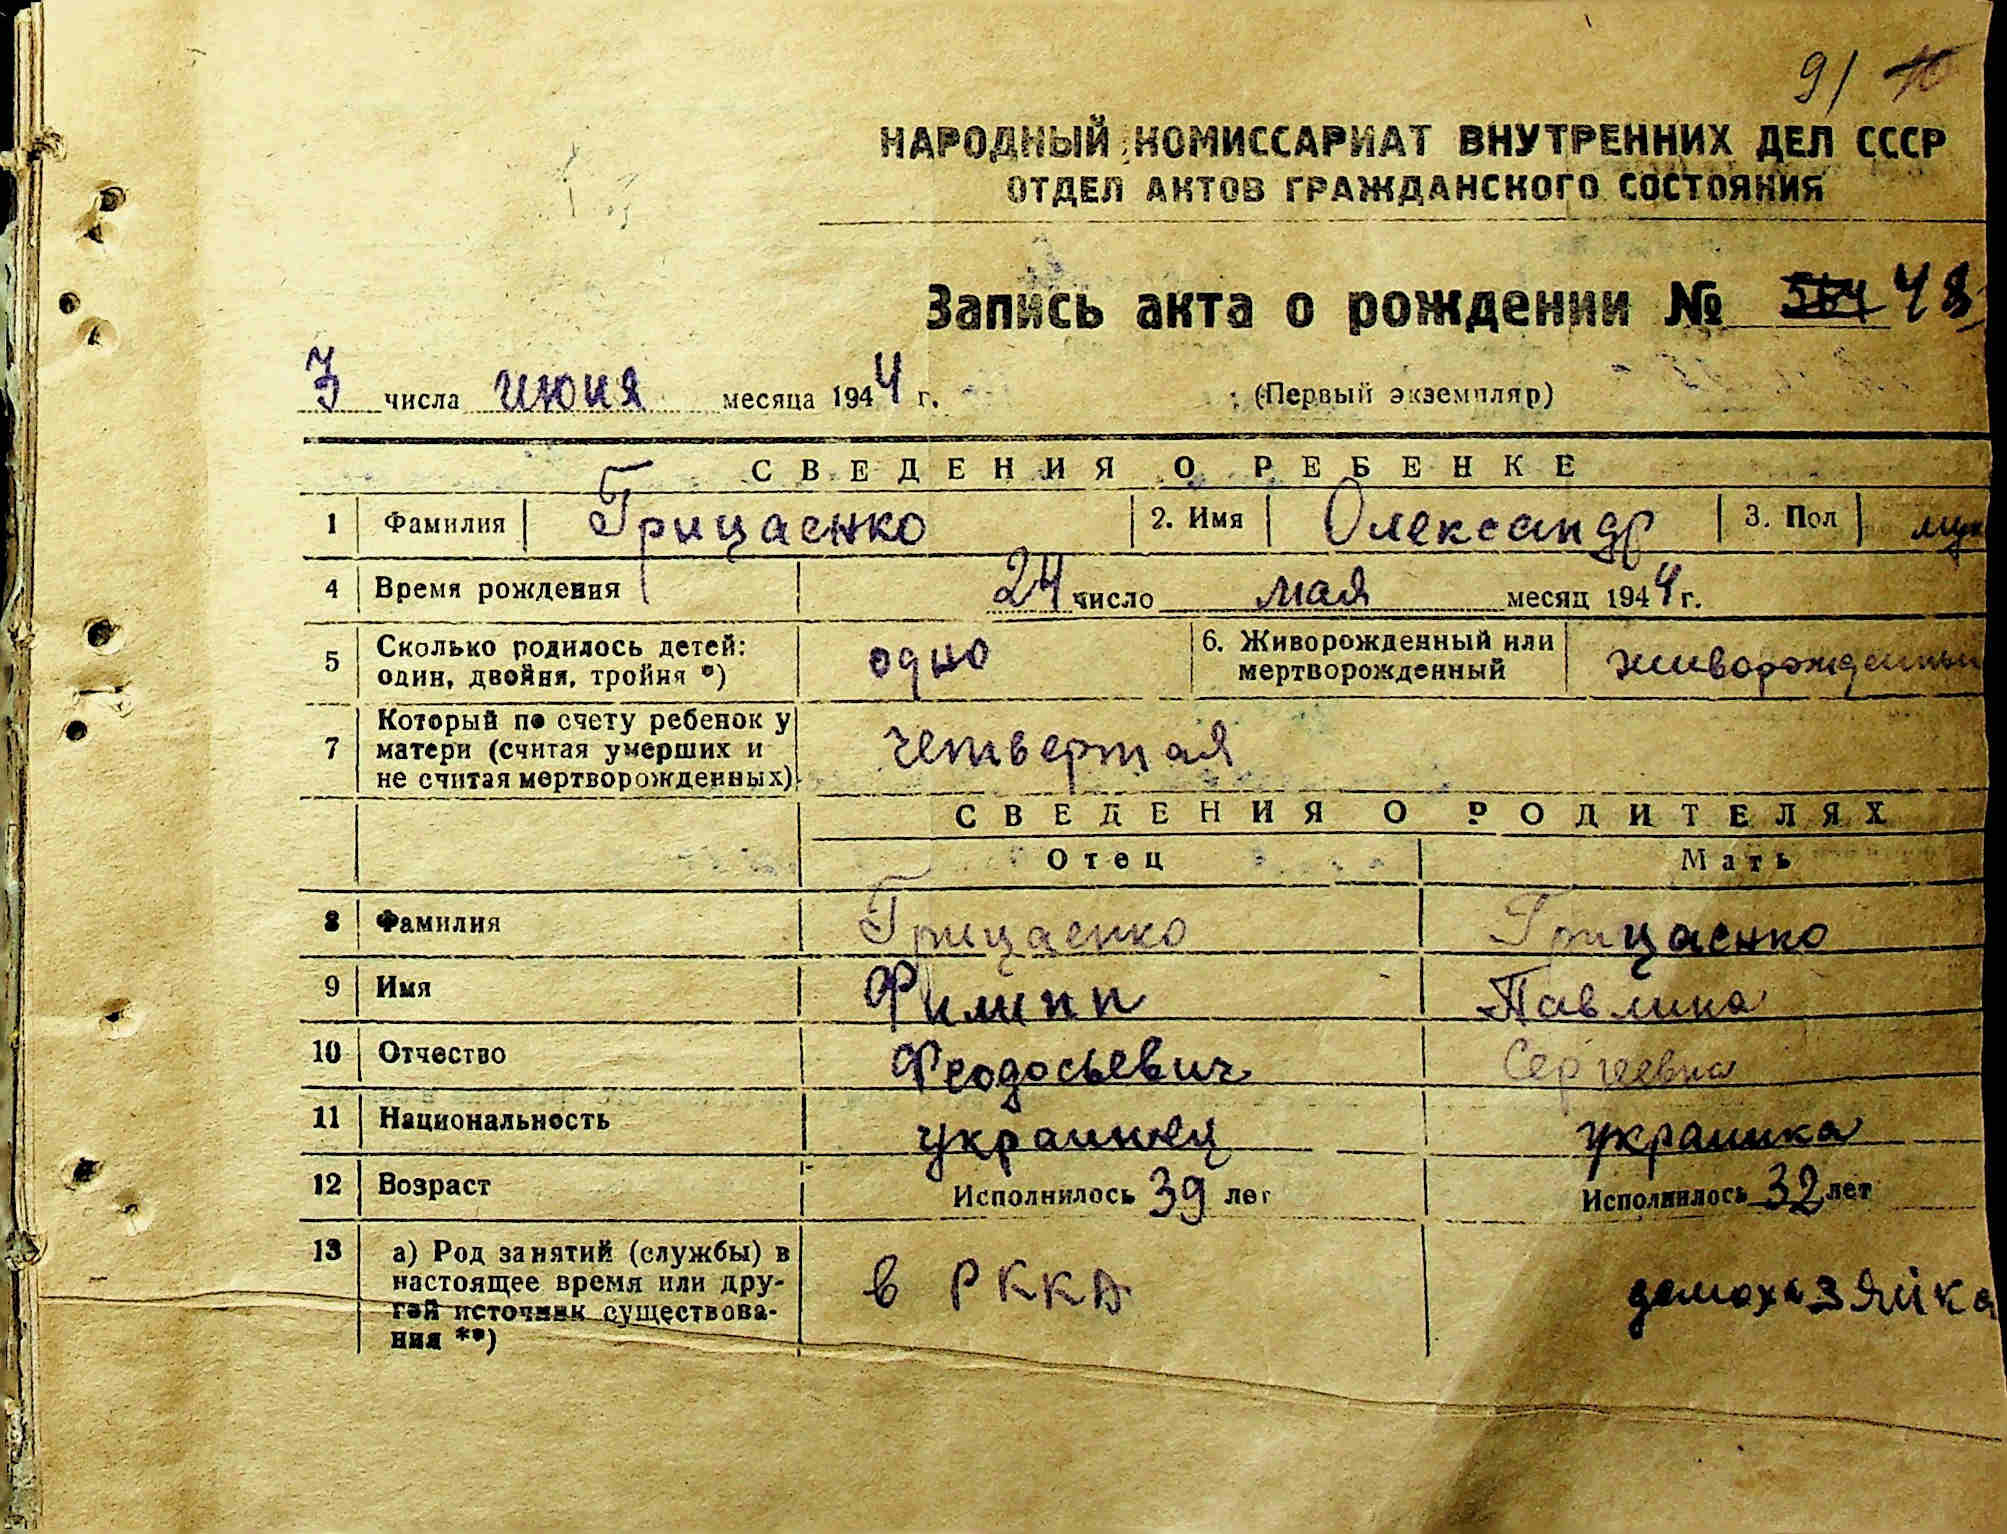 91
НАРОДНЫЙ КОМИССАРИАТ ВНУТРЕННИХ ДЕЛ СССР
ОТДЕЛ АКТОВ ГРАЖДАНСКОГО СОСТОЯНИЯ
Запись акта о рождении № 48
3 числа июня месяца 1944 г. (Первый экземпляр)
СВЕДЕНИЯ О РЕБЕНКЕ
1 Фамилия Грицаенко 2. Имя Олександр 3. Пол муж
4 Время рождения 24 число мая месяц 1944 г.
5 Сколько родилось детей: один, двойня, тройня *) одно 6. Живорожденный или мертворожденный живорожденный
7 Который по счету ребенок у матери (считая умерших и не считая мертворожденных) четвертая
СВЕДЕНИЯ О РОДИТЕЛЯХ
Отец Мать
8 Фамилия Грицаенко Грицаенко
9 Имя Филипп Павлина
10 Отчество Феодосьевич Сергеевна
11 Национальность украинец украинка
12 Возраст Исполнилось 39 лет Исполнилось 32 лет
13 а) Род занятий (службы) в настоящее время или другой источник существования **) в РККА домохазяйка